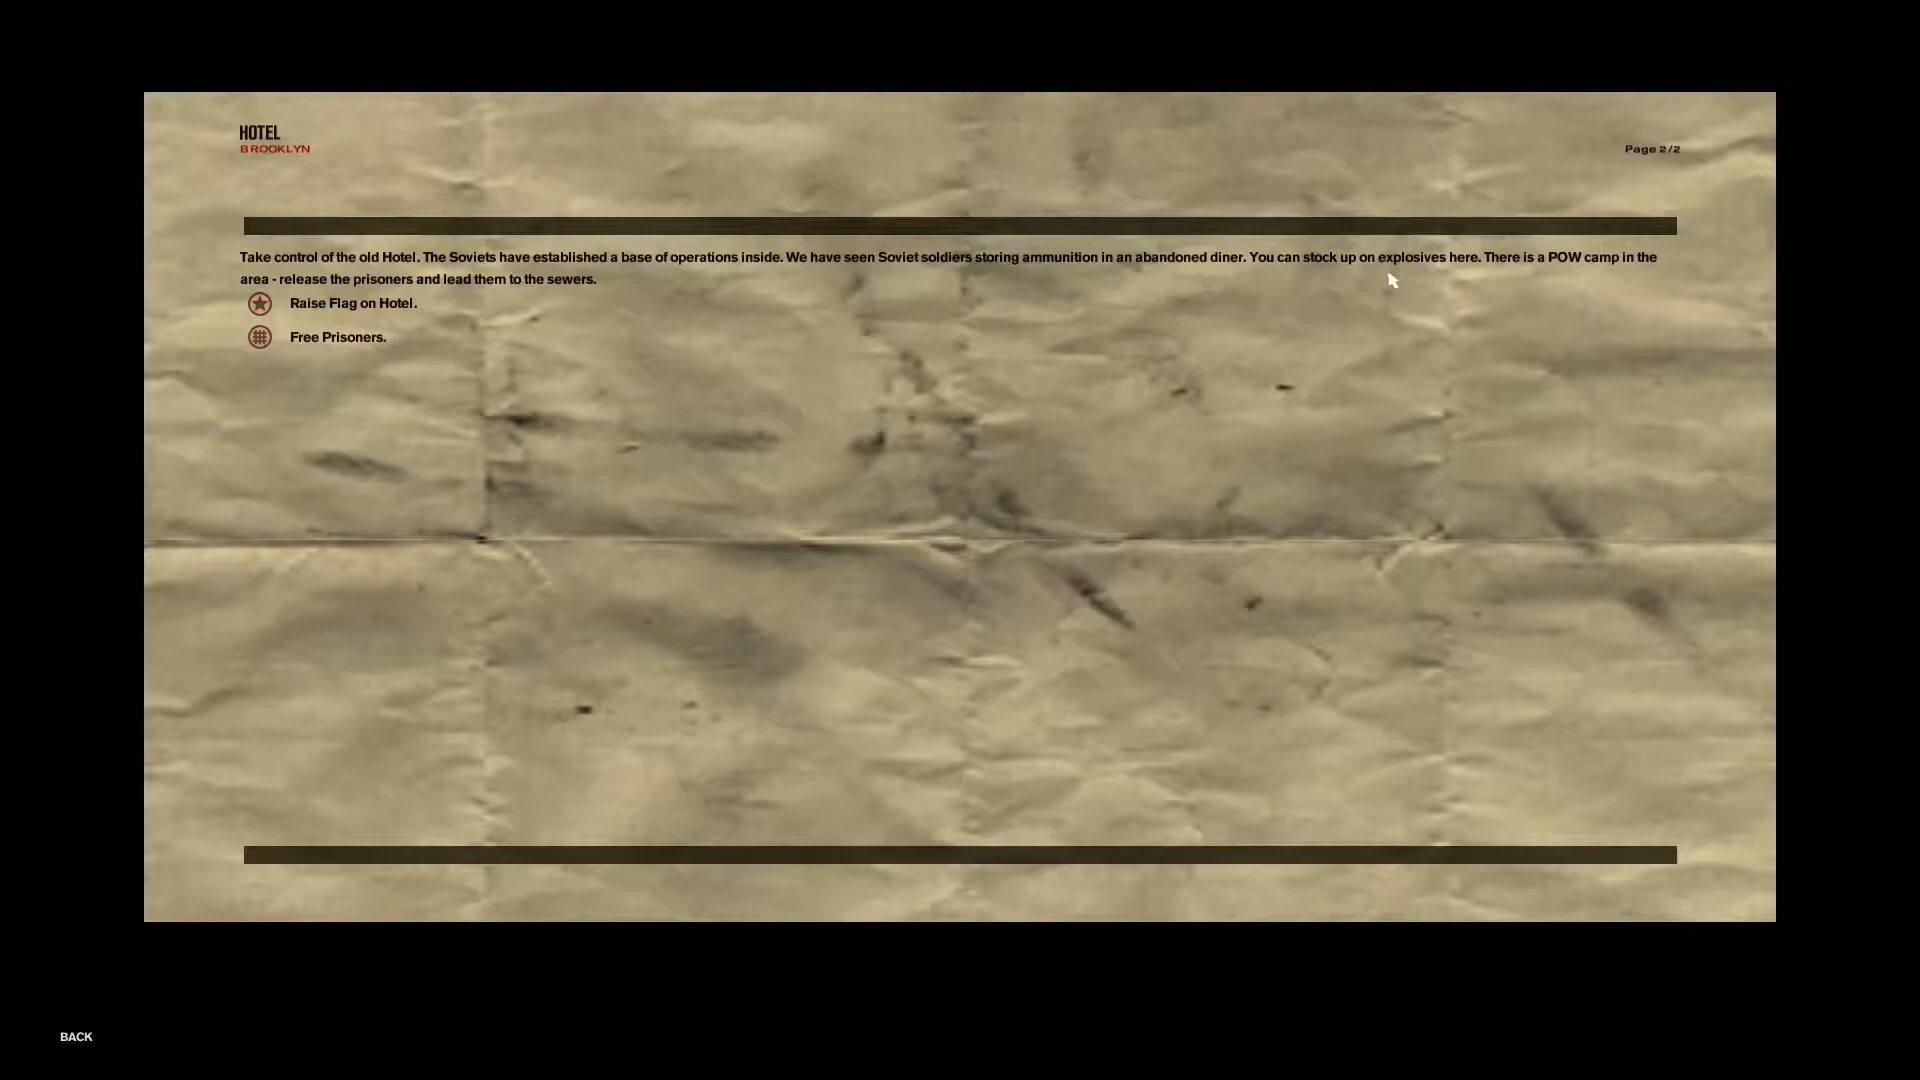 HOTEL
BROOKLYN
Page 2/2
Take control of the old Hotel. The Soviets have established a base of operations inside. We have seen Soviet soldiers storing ammunition in an abandoned diner. You can stock up on explosives here. There is a POW camp in the
area - release the prisoners and lead them to the sewers.
Raise Flag on Hotel.
Free Prisoners.
BACK